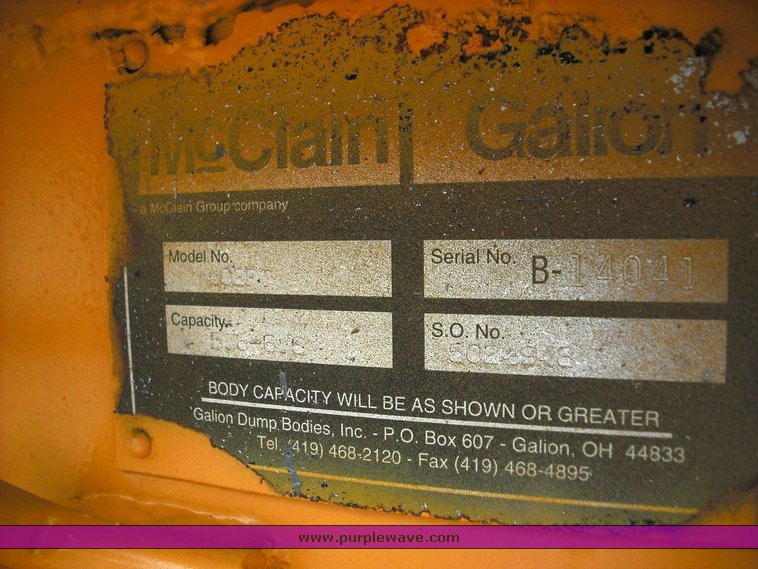 McClain Galion
a McClain Group company
Model No.
Serial No. B-14041
Capacity
S.O. No.
BODY CAPACITY WILL BE AS SHOWN OR GREATER
Galion Dump Bodies, Inc. - P.O. Box 607 - Galion, OH 44833
Tel. (419) 468-2120 - Fax (419) 468-4895
www.purplewave.com